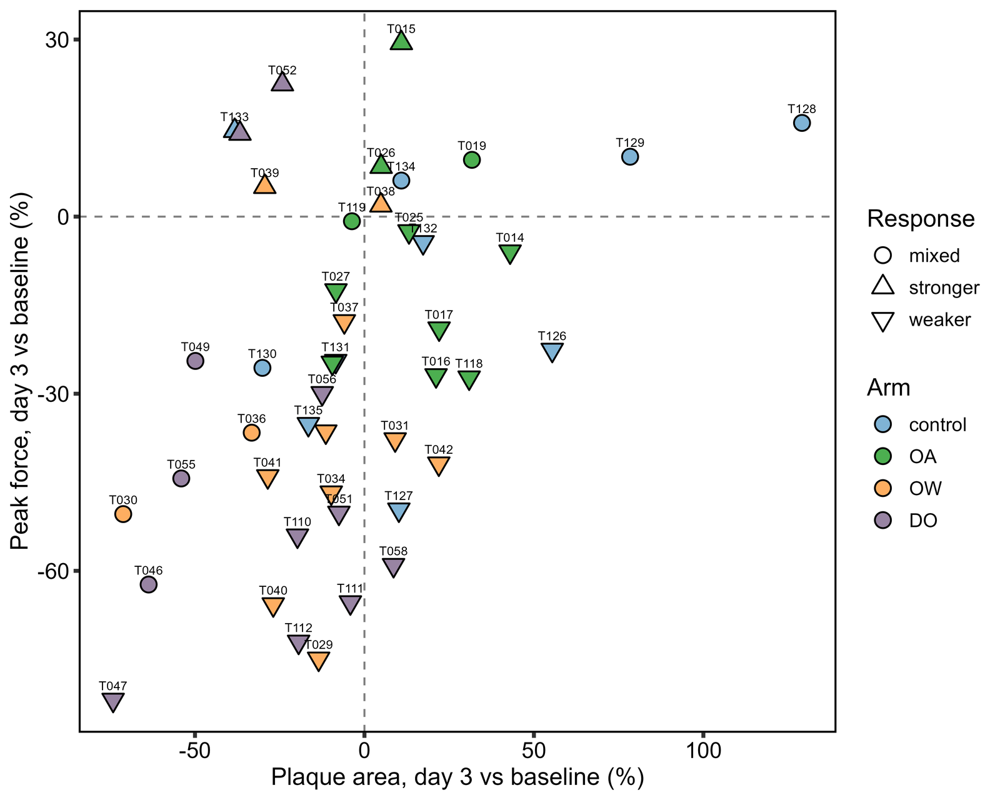 T015
T052
T128
T133
T129
T019
T026
T134
T039
T038
T119
T025
T132
T014
T027
T037
T017
T126
T049
T131
T130
T016
T118
T056
T135
T036
T031
T042
T041
T055
T034
T051
T127
T030
T110
T058
T046
T111
T040
T112
T029
T047
30
0
-30
-60
-50
0
50
100
Plaque area, day 3 vs baseline (%)
Peak force, day 3 vs baseline (%)
Response
mixed
stronger
weaker
Arm
control
OA
OW
DO